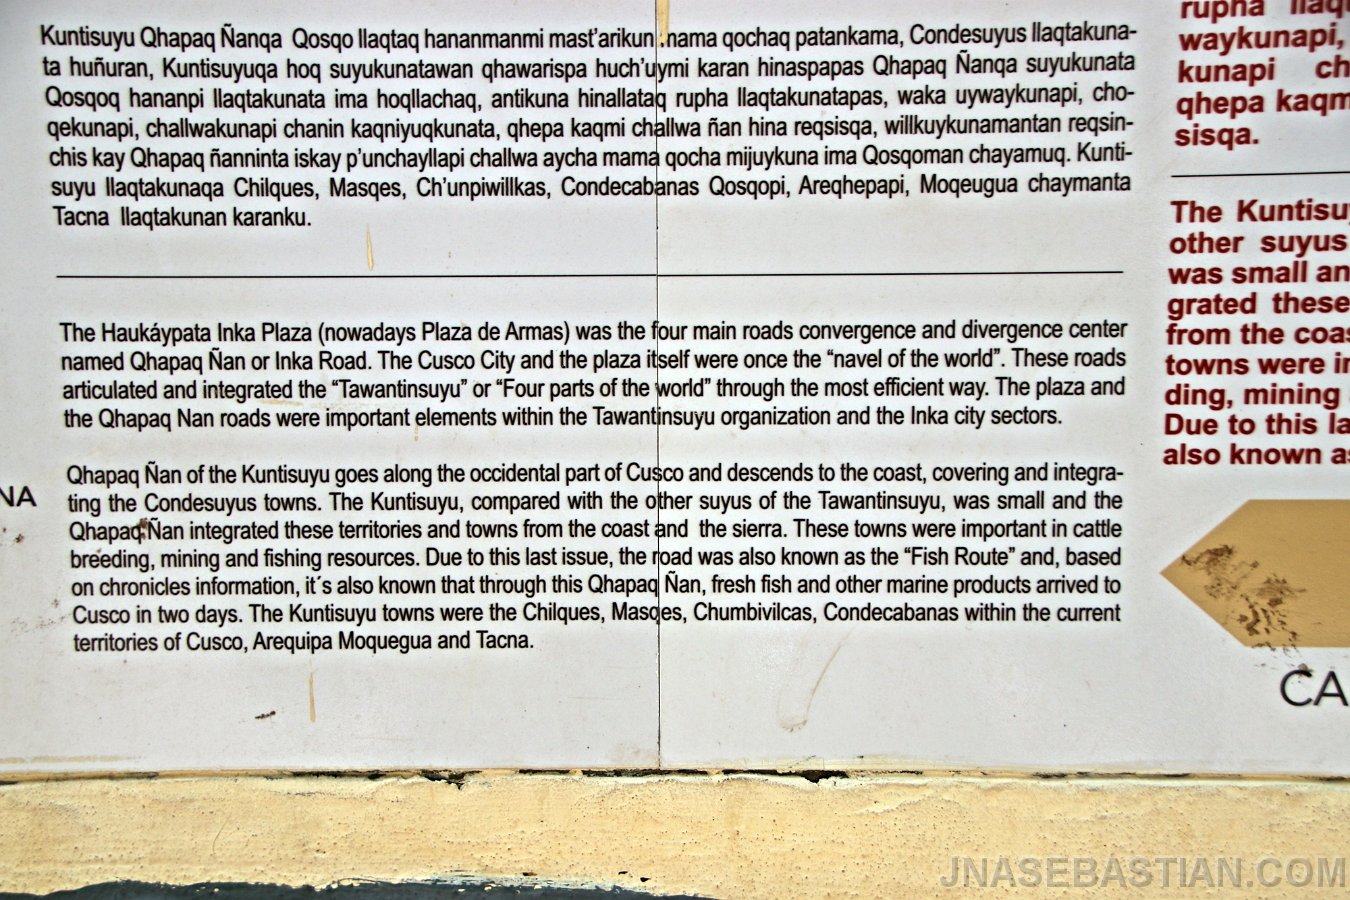 Kuntisuyu Qhapaq Ñanqa Qosqo llaqtaq hananmanmi mast'arikun mama qochaq patankama, Condesuyus llaqtakuna-
ta huñuran, Kuntisuyuqa hoq suyukunatawan qhawarispa huch'uymi karan hinaspapas Qhapaq Ñanqa suyukunata
Qosqoq hananpi llaqtakunata ima hoqllachaq, antikuna hinallataq rupha llaqtakunatapas, waka uywaykunapi, cho-
qekunapi, challwakunapi chanin kaqniyuqkunata, qhepa kaqmi challwa ñan hina reqsisqa, willkuykunamantan reqsin-
chis kay Qhapaq ñanninta iskay p'unchayllapi challwa aycha mama qocha mijuykuna ima Qosqoman chayamuq. Kunti-
suyu llaqtakunaqa Chilques, Masqes, Ch'unpiwillkas, Condecabanas Qosqopi, Areqhepapi, Moqeugua chaymanta
Tacna llaqtakunan karanku.
The Haukáypata Inka Plaza (nowadays Plaza de Armas) was the four main roads convergence and divergence center
named Qhapaq Ñan or Inka Road. The Cusco City and the plaza itself were once the “navel of the world”. These roads
articulated and integrated the “Tawantinsuyu” or “Four parts of the world” through the most efficient way. The plaza and
the Qhapaq Nan roads were important elements within the Tawantinsuyu organization and the Inka city sectors.
Qhapaq Ñan of the Kuntisuyu goes along the occidental part of Cusco and descends to the coast, covering and integra-
ting the Condesuyus towns. The Kuntisuyu, compared with the other suyus of the Tawantinsuyu, was small and the
Qhapaq Ñan integrated these territories and towns from the coast and the sierra. These towns were important in cattle
breeding, mining and fishing resources. Due to this last issue, the road was also known as the “Fish Route” and, based
on chronicles information, it´s also known that through this Qhapaq Ñan, fresh fish and other marine products arrived to
Cusco in two days. The Kuntisuyu towns were the Chilques, Masqes, Chumbivilcas, Condecabanas within the current
territories of Cusco, Arequipa Moquegua and Tacna.
NA
rupha llaq
waykunapi,
kunapi ch
qhepa kaqm
sisqa.
The Kuntisuy
other suyus
was small an
grated these
from the coas
towns were in
ding, mining
Due to this la
also known as
CA
JNASEBASTIAN.COM